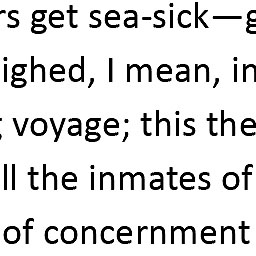 rs get sea-sick—g
ighed, I mean, in
voyage; this the
ll the inmates of
of concernment